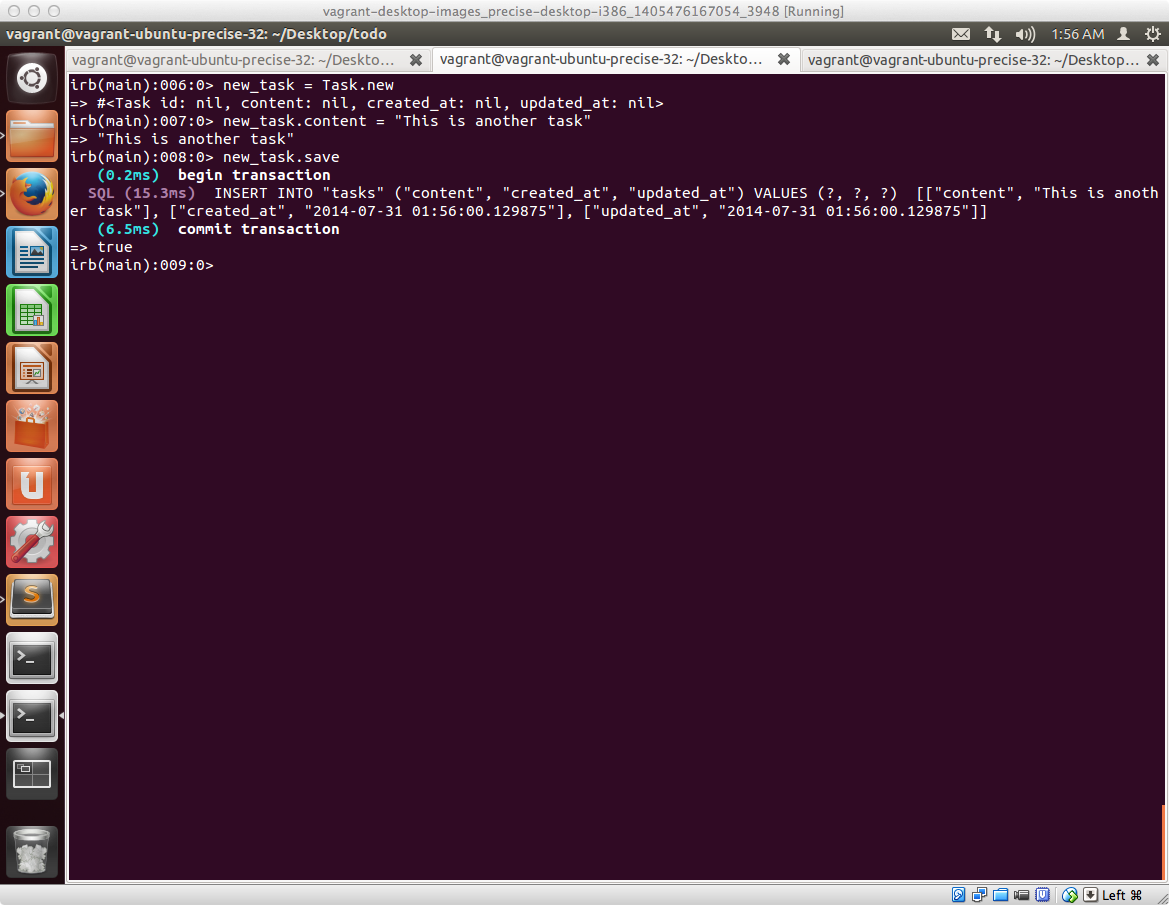 vagrant-desktop-images_precise-desktop-i386_1405476167054_3948 [Running]
vagrant@vagrant-ubuntu-precise-32: ~/Desktop/todo
1:56 AM
vagrant@vagrant-ubuntu-precise-32: ~/Deskto...
vagrant@vagrant-ubuntu-precise-32: ~/Deskto...
vagrant@vagrant-ubuntu-precise-32: ~/Desktop...
irb(main):006:0> new_task = Task.new
=> #<Task id: nil, content: nil, created_at: nil, updated_at: nil>
irb(main):007:0> new_task.content = "This is another task"
=> "This is another task"
irb(main):008:0> new_task.save
(0.2ms)  begin transaction
SQL (15.3ms)  INSERT INTO "tasks" ("content", "created_at", "updated_at") VALUES (?, ?, ?)  [["content", "This is anoth
er task"], ["created_at", "2014-07-31 01:56:00.129875"], ["updated_at", "2014-07-31 01:56:00.129875"]]
(6.5ms)  commit transaction
=> true
irb(main):009:0>
Left ⌘